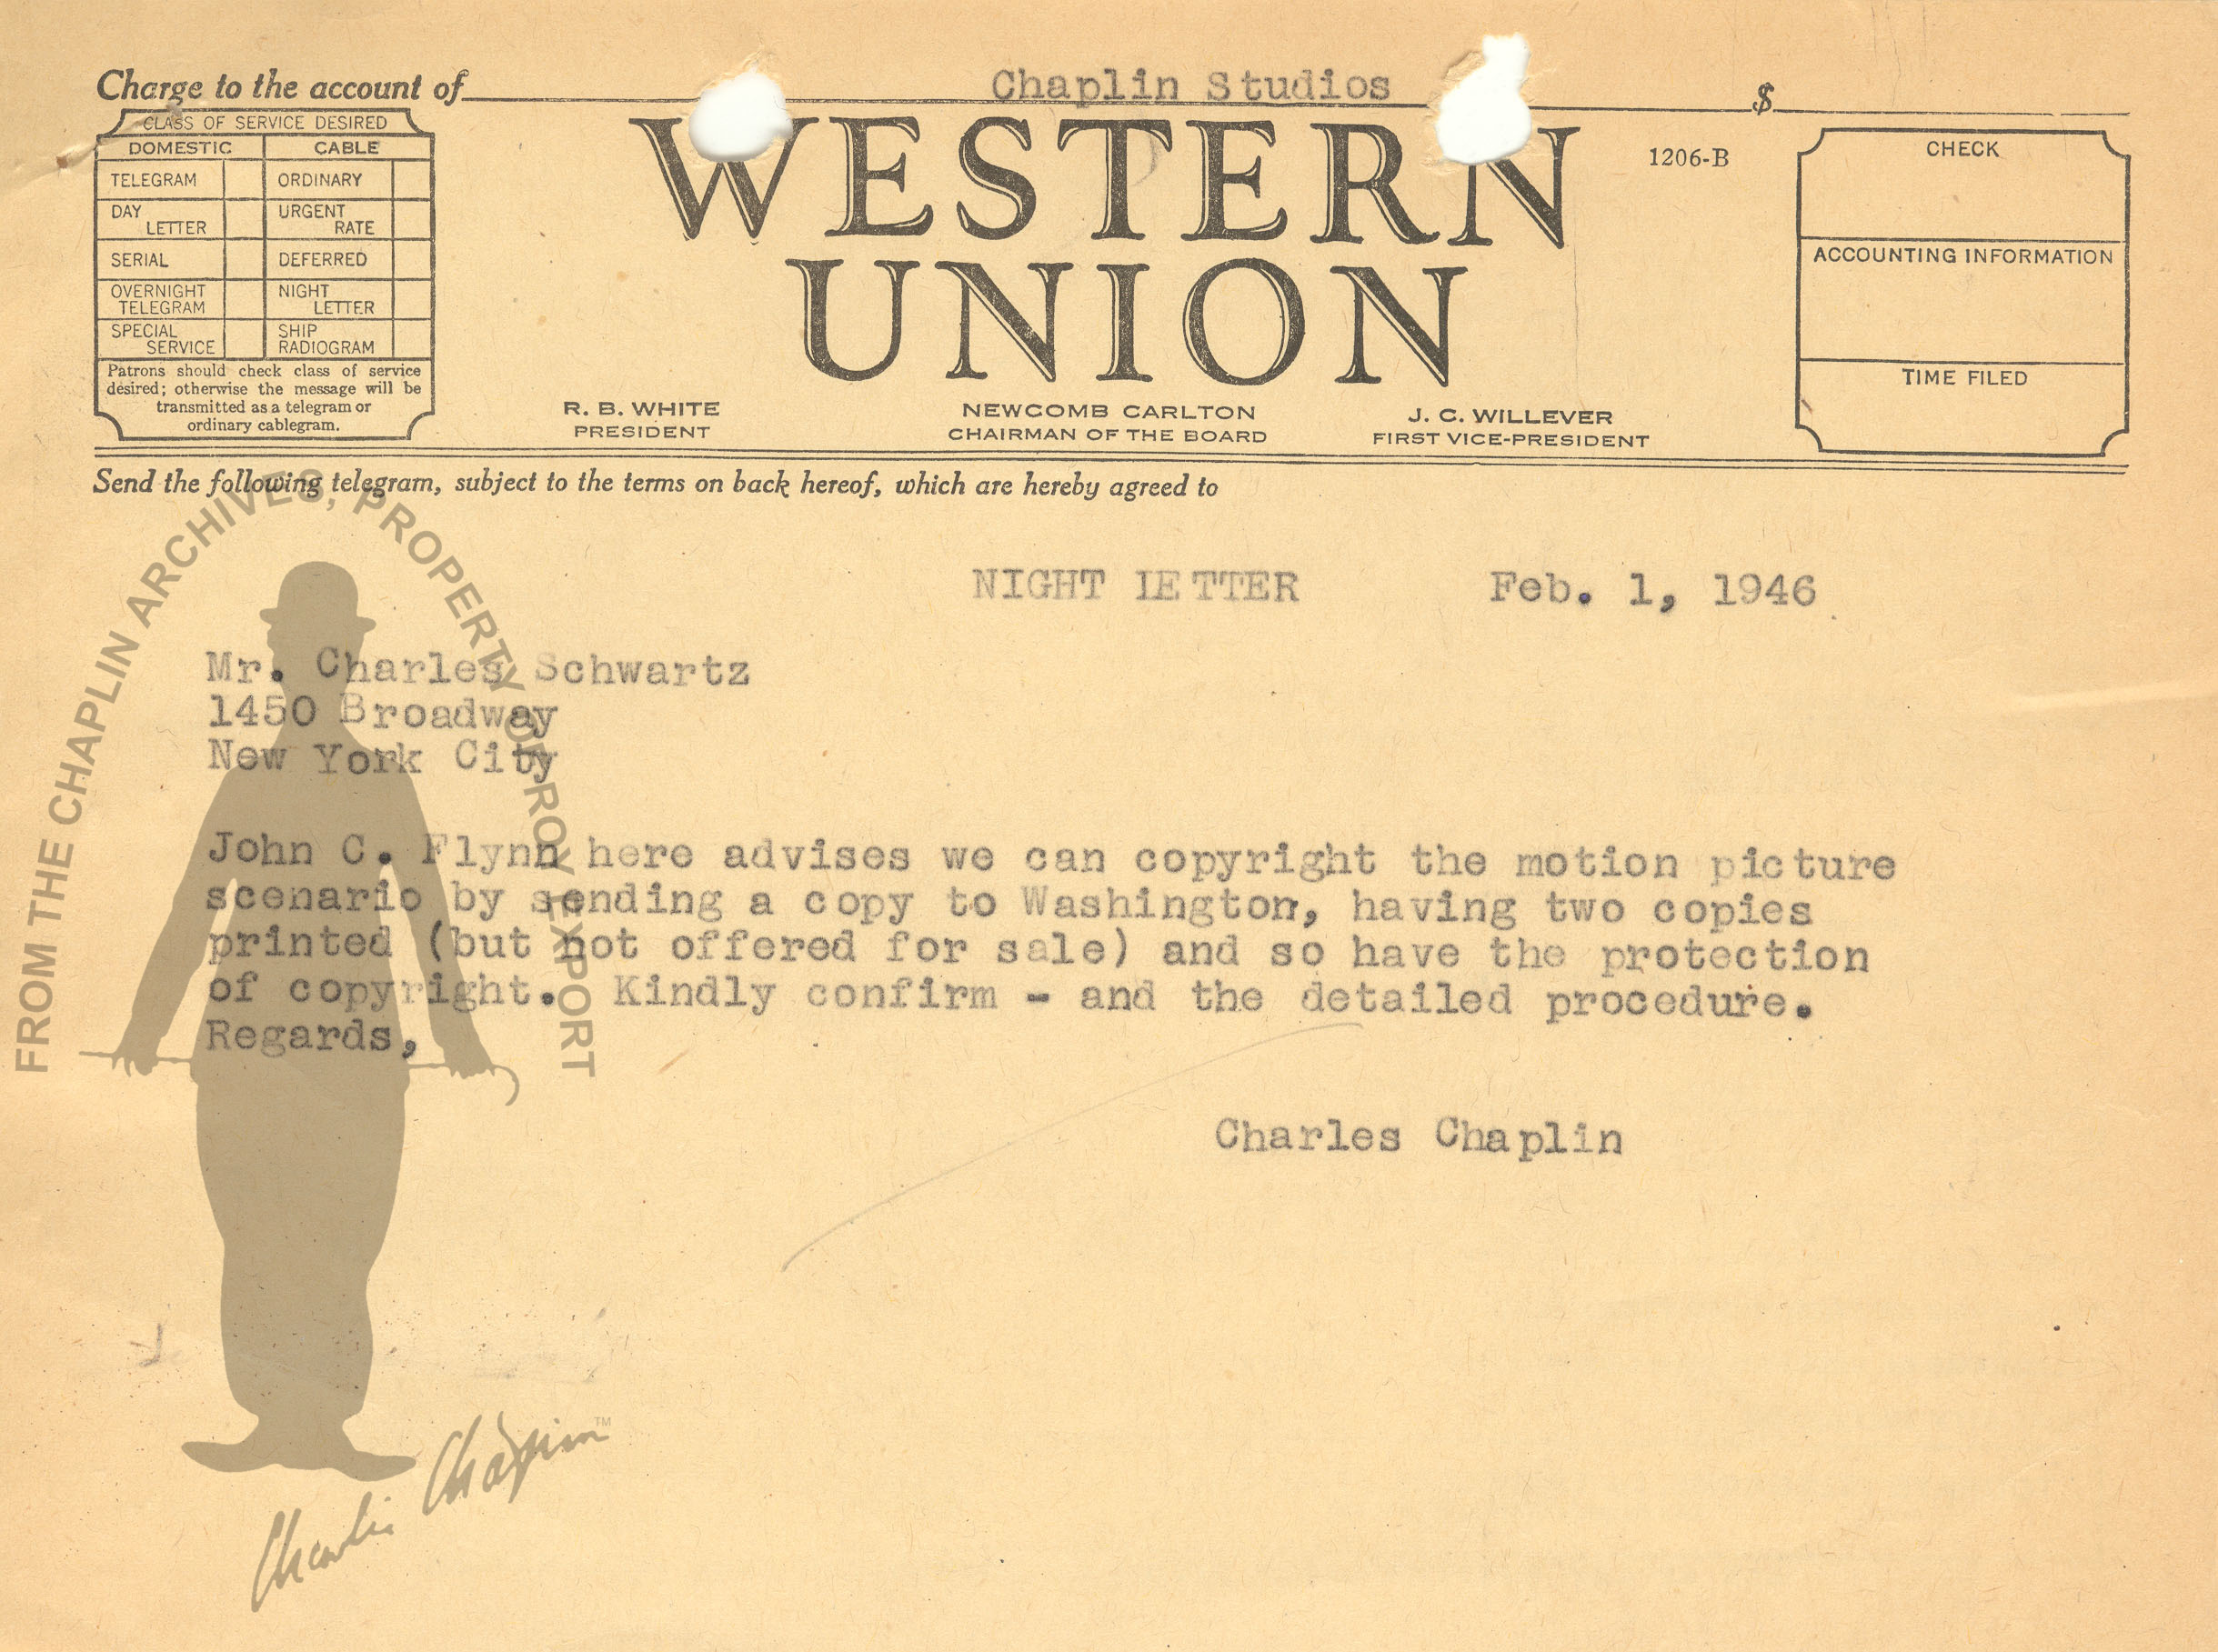 Charge to the account of Chaplin Studios $
CLASS OF SERVICE DESIRED
DOMESTIC CABLE
TELEGRAM ORDINARY
DAY LETTER URGENT RATE
SERIAL DEFERRED
OVERNIGHT TELEGRAM NIGHT LETTER
SPECIAL SERVICE SHIP RADIOGRAM
Patrons should check class of service
desired; otherwise the message will be
transmitted as a telegram or
ordinary cablegram.
WESTERN
UNION
1206-B
R. B. WHITE
PRESIDENT
NEWCOMB CARLTON
CHAIRMAN OF THE BOARD
J. C. WILLEVER
FIRST VICE-PRESIDENT
CHECK
ACCOUNTING INFORMATION
TIME FILED
Send the following telegram, subject to the terms on back hereof, which are hereby agreed to
NIGHT IETTER Feb. 1, 1946
Mr. Charles Schwartz
1450 Broadway
New York City
John C. Flynn here advises we can copyright the motion picture
scenario by sending a copy to Washington, having two copies
printed (but not offered for sale) and so have the protection
of copyright. Kindly confirm - and the detailed procedure.
Regards,
Charles Chaplin
FROM THE CHAPLIN ARCHIVES, PROPERTY OF ROY EXPORT
Charlie Chaplin TM